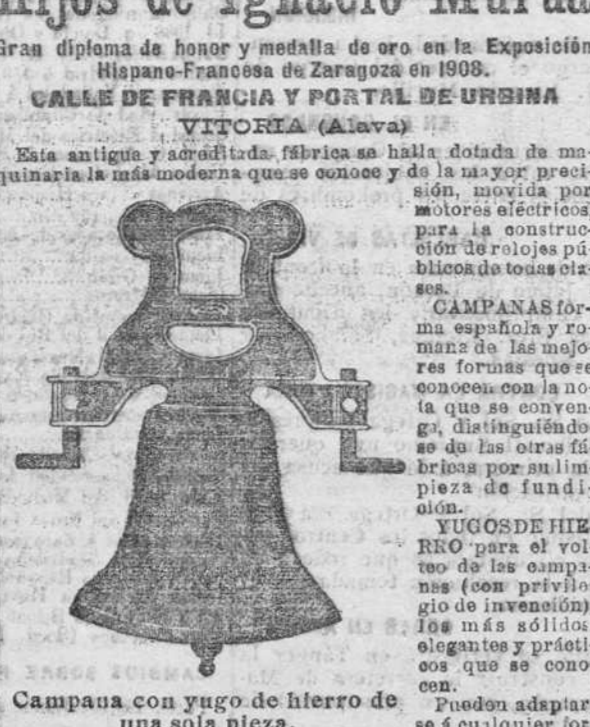 Hijos de Ignacio Murua
Gran diploma de honor y medalla de oro en la Exposición
Hispano-Francesa de Zaragoza en 1908.
CALLE DE FRANCIA Y PORTAL DE URBINA
VITORIA (Alava)
Esta antigua y acreditada fábrica se halla dotada de ma-
quinaria la más moderna que se conoce y de la mayor preci-
sión, movida por
motores eléctricos
para la construc-
ción de relojes pú-
blicos de todas cla-
ses.
CAMPANAS for-
ma española y ro-
mana de las mejo-
res formas que se
conocen con la no-
ta que se conven-
ga, distinguiéndo
se de las otras fá
bricas por su lim
pieza de fundi-
ción.
YUGOS DE HIE
RRO para el vol
teo de las campa-
nas (con privile
gio de invención)
los más sólidos
elegantes y prácti
cos que se cono
cen.
Pueden adaptar
se á cualquier for
Campana con yugo de hierro de
una sola pieza.